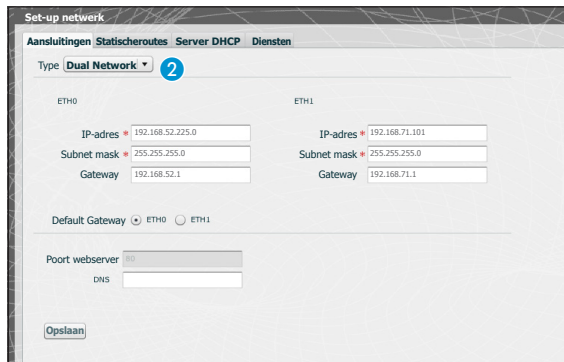 Set-up netwerk
Aansluitingen Statischeroutes Server DHCP Diensten
Type Dual Network 2
ETH0 ETH1
IP-adres * 192.168.52.225.0 IP-adres * 192.168.71.101
Subnet mask * 255.255.255.0 Subnet mask * 255.255.255.0
Gateway 192.168.52.1 Gateway 192.168.71.1
Default Gateway ETH0 ETH1
Poort webserver 80
DNS
Opslaan